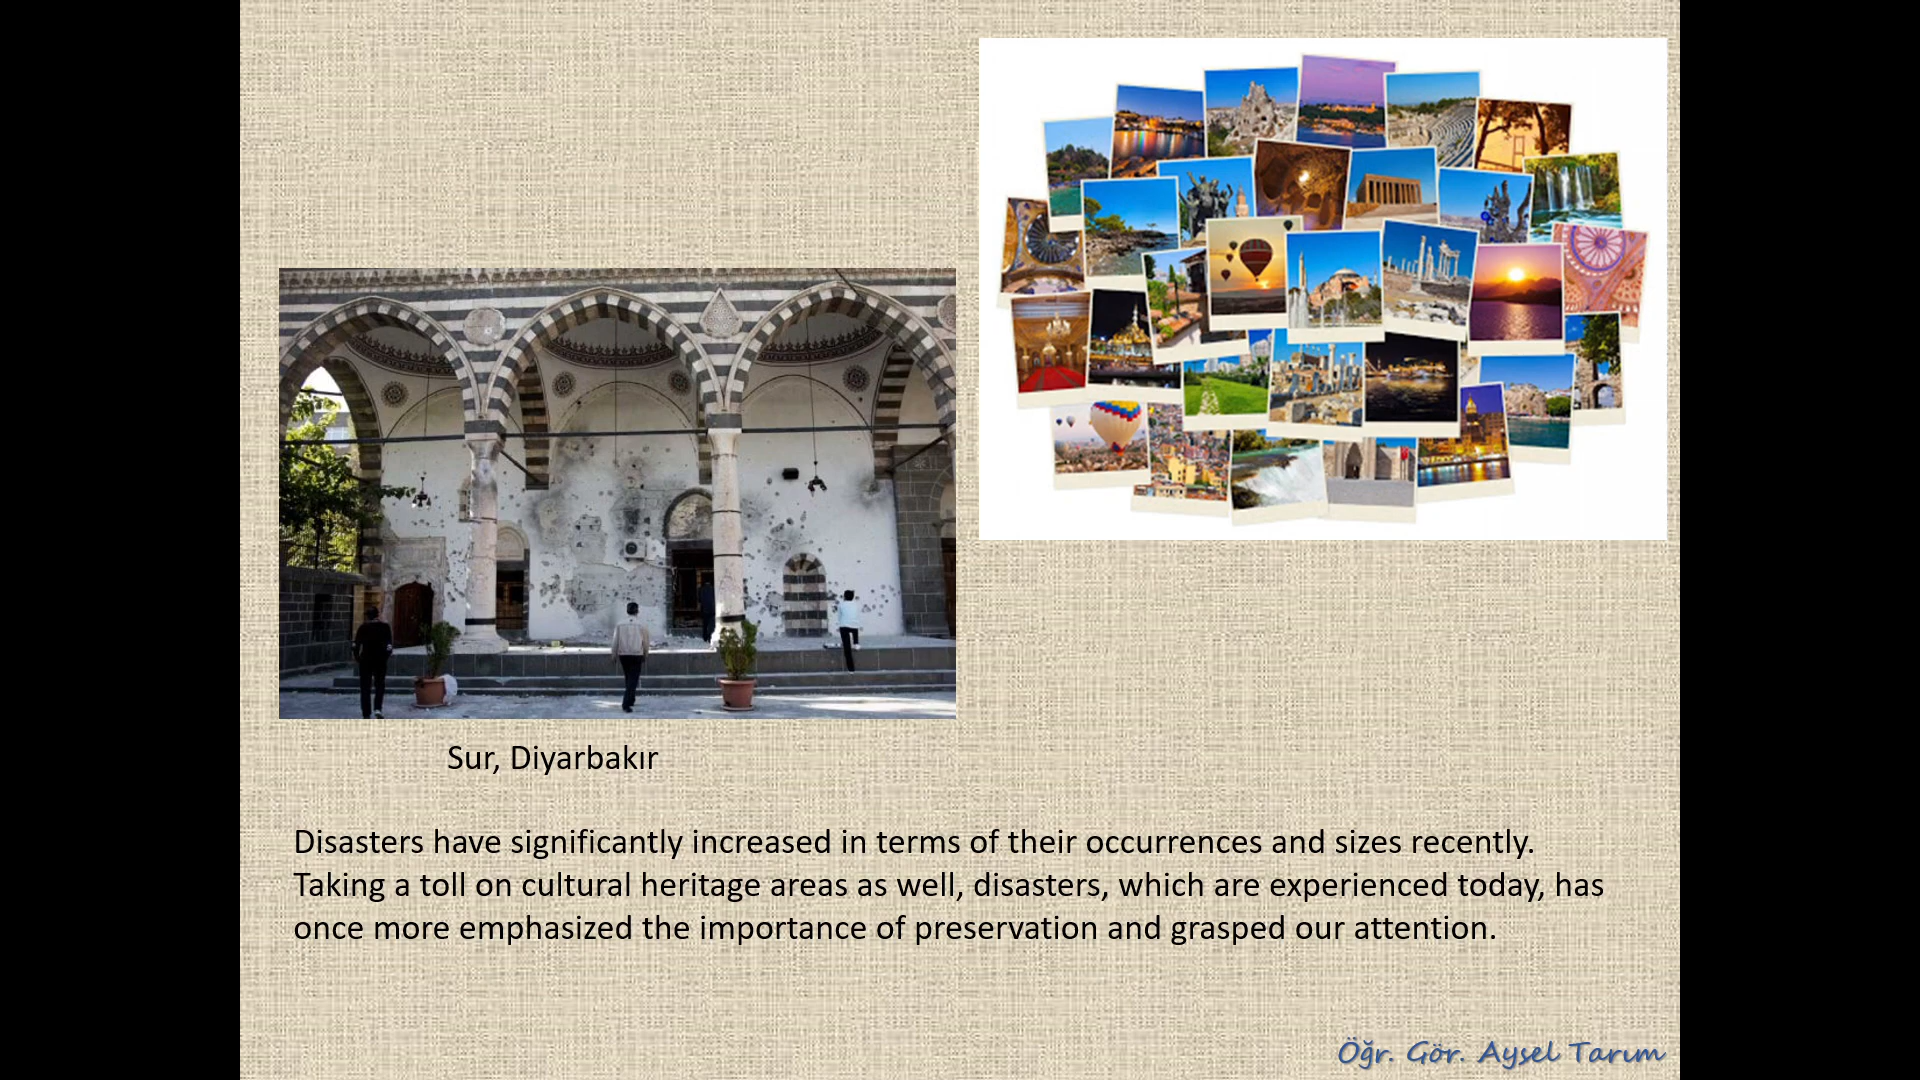 Sur, Diyarbakır
Disasters have significantly increased in terms of their occurrences and sizes recently.
Taking a toll on cultural heritage areas as well, disasters, which are experienced today, has
once more emphasized the importance of preservation and grasped our attention.
Öğr. Gör. Aysel Tarım